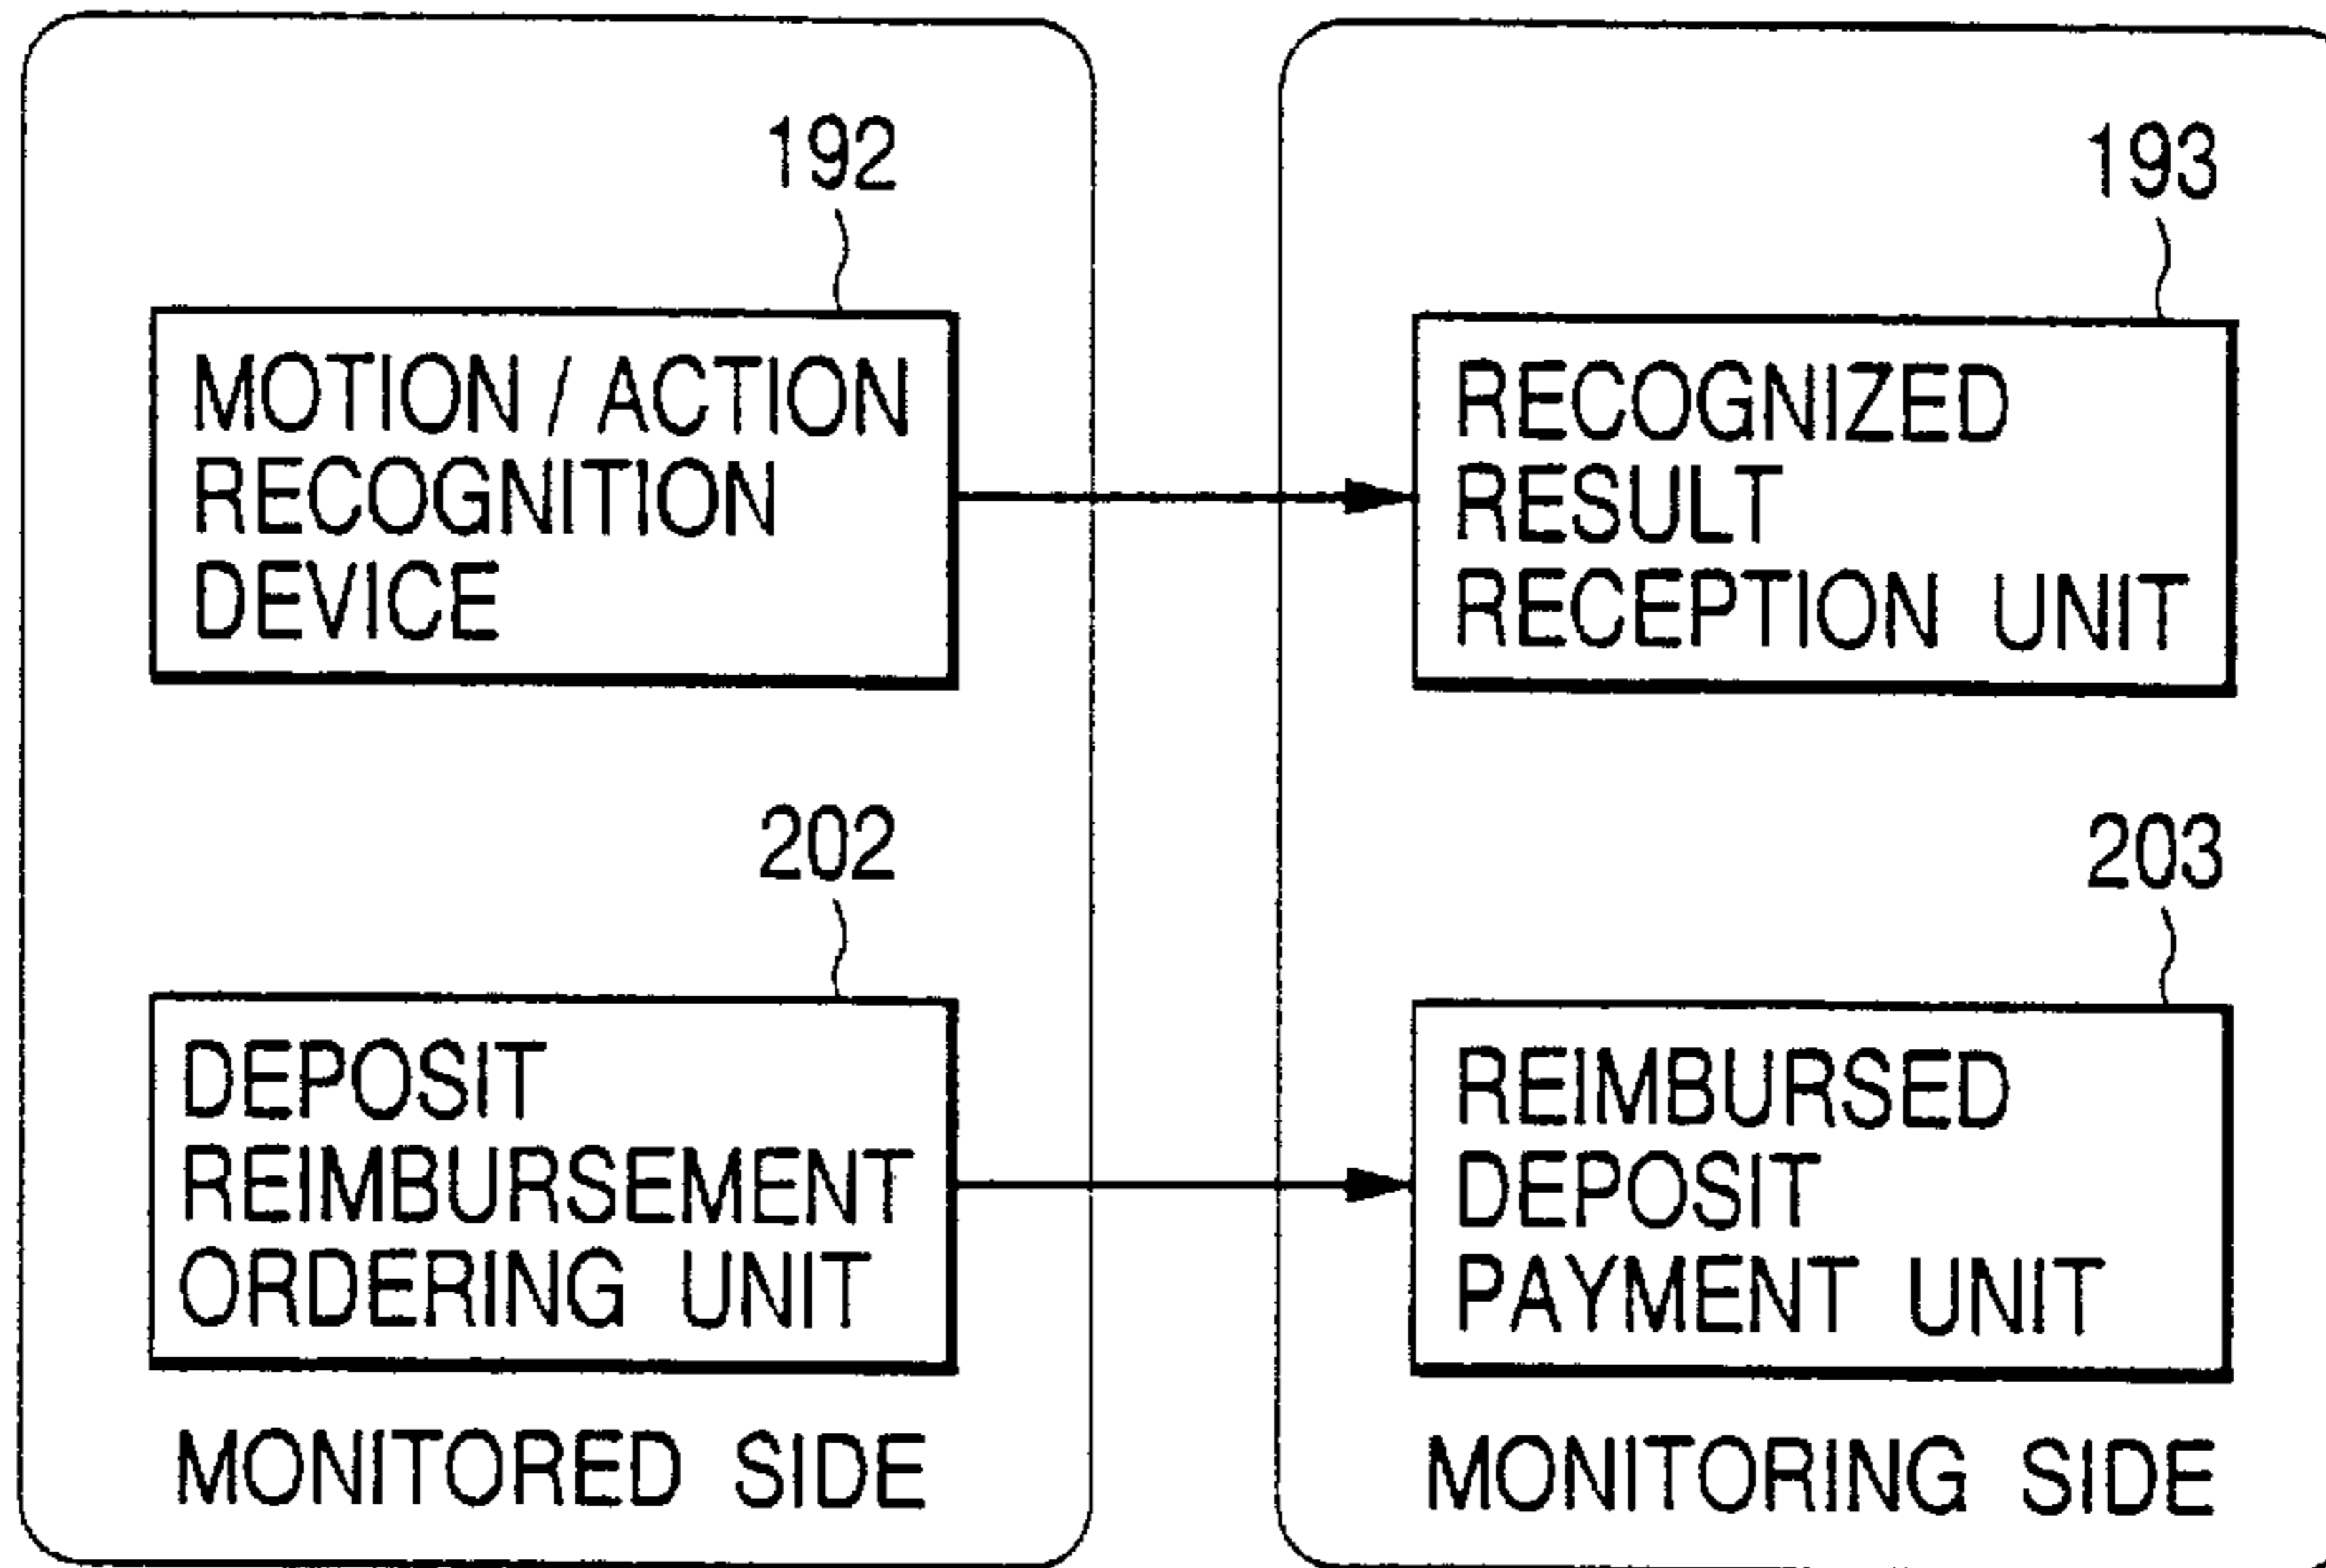 192
MOTION / ACTION
RECOGNITION
DEVICE
202
DEPOSIT
REIMBURSEMENT
ORDERING UNIT
MONITORED SIDE
193
RECOGNIZED
RESULT
RECEPTION UNIT
203
REIMBURSED
DEPOSIT
PAYMENT UNIT
MONITORING SIDE